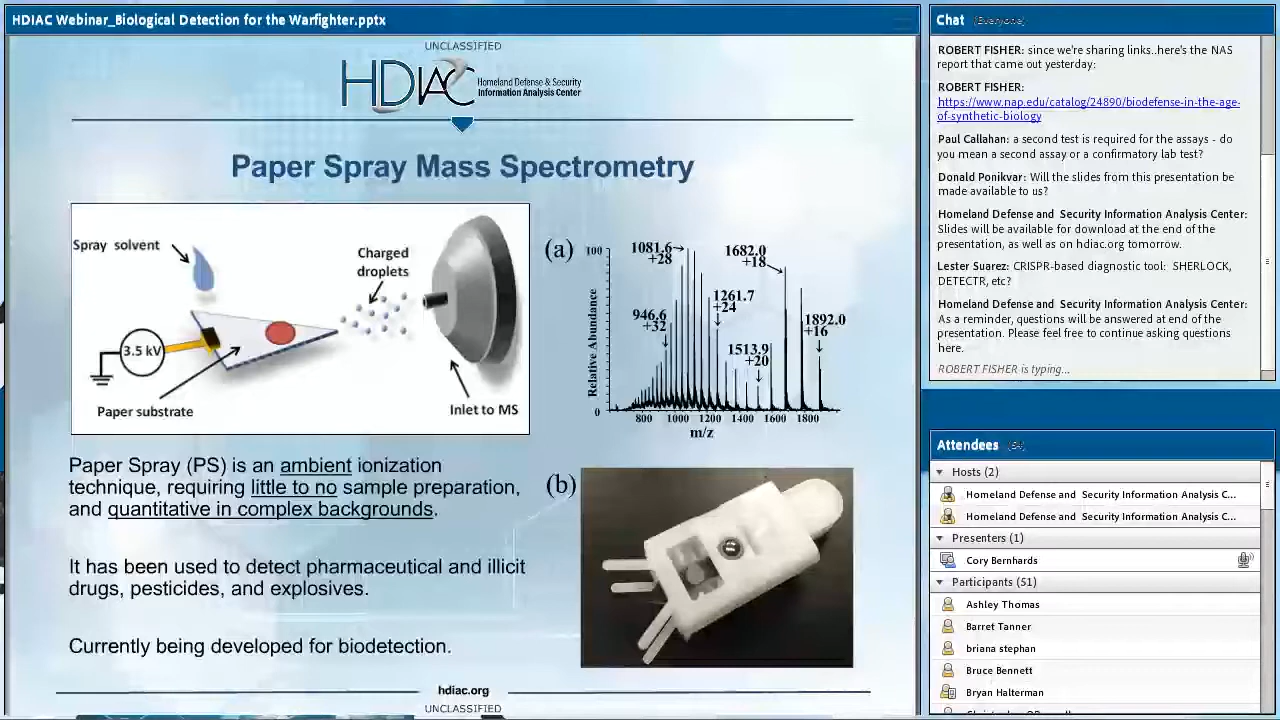 HDIAC Webinar_Biological Detection for the Warfighter.pptx
UNCLASSIFIED
HDIAC
Homeland Defense & Security
Information Analysis Center
Paper Spray Mass Spectrometry
Spray solvent
Charged
droplets
3.5 kV
Paper substrate
Inlet to MS
(a)
100
1081.6
+28
1682.0
+18
1261.7
+24
946.6
+32
1892.0
+16
1513.9
+20
Relative Abundance
0
800 1000 1200 1400 1600 1800
m/z
Paper Spray (PS) is an ambient ionization
technique, requiring little to no sample preparation,
and quantitative in complex backgrounds.
(b)
It has been used to detect pharmaceutical and illicit
drugs, pesticides, and explosives.
Currently being developed for biodetection.
hdiac.org
UNCLASSIFIED
Chat (Everyone)
ROBERT FISHER: since we're sharing links..here's the NAS
report that came out yesterday:
ROBERT FISHER:
https://www.nap.edu/catalog/24890/biodefense-in-the-age-
of-synthetic-biology
Paul Callahan: a second test is required for the assays - do
you mean a second assay or a confirmatory lab test?
Donald Ponikvar: Will the slides from this presentation be
made available to us?
Homeland Defense and Security Information Analysis Center:
Slides will be available for download at the end of the
presentation, as well as on hdiac.org tomorrow.
Lester Suarez: CRISPR-based diagnostic tool: SHERLOCK,
DETECTR, etc?
Homeland Defense and Security Information Analysis Center:
As a reminder, questions will be answered at end of the
presentation. Please feel free to continue asking questions
here.
ROBERT FISHER is typing...
Attendees (54)
Hosts (2)
Homeland Defense and Security Information Analysis C...
Homeland Defense and Security Information Analysis C...
Presenters (1)
Cory Bernhards
Participants (51)
Ashley Thomas
Barret Tanner
briana stephan
Bruce Bennett
Bryan Halterman